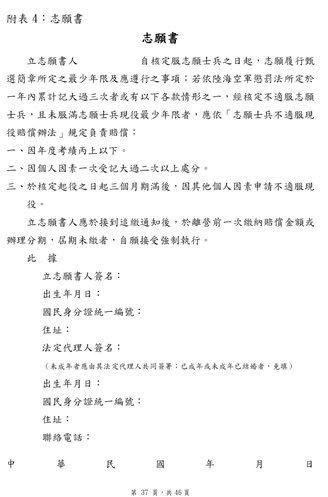 附表 4：志願書
志願書
立志願書人　　　　　自核定服志願士兵之日起，志願履行甄
選簡章所定之最少年限及應遵行之事項；若依陸海空軍懲罰法所定於
一年內累計記大過三次者或有以下各款情形之一，經核定不適服志願
士兵，且未服滿志願士兵現役最少年限者，應依「志願士兵不適服現
役賠償辦法」規定負責賠償：
一、因年度考績丙上以下。
二、因個人因素一次受記大過二次以上處分。
三、於核定起役之日起三個月期滿後，因其他個人因素申請不適服現
役。
立志願書人應於接到追繳通知後，於離營前一次繳納賠償金額或
辦理分期，屆期未繳者，自願接受強制執行。
此　據
立志願書人簽名：
出生年月日：
國民身分證統一編號：
住址：
法定代理人簽名：
（未成年者應由其法定代理人共同簽署；已成年或未成年已結婚者，免填）
出生年月日：
國民身分證統一編號：
住址：
聯絡電話：
中　華　民　國　年　月　日
第 37 頁，共 46 頁